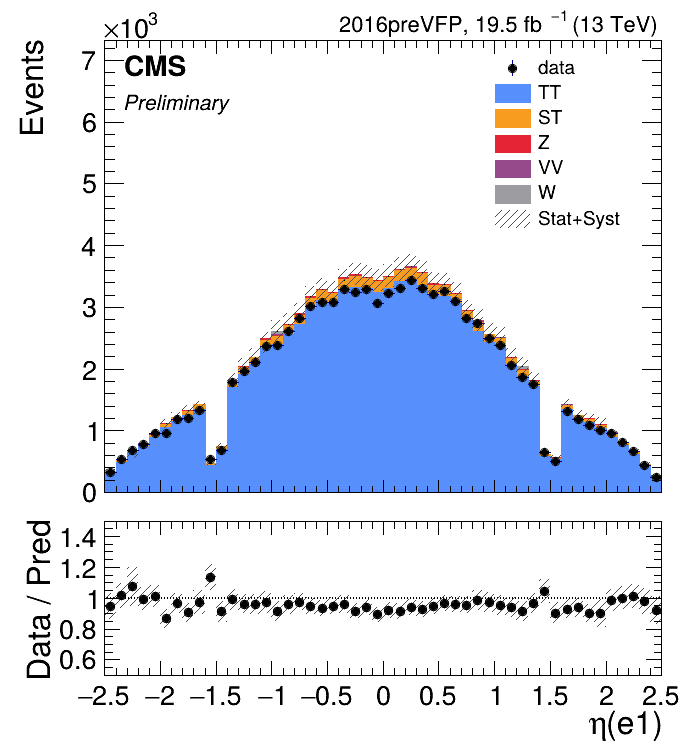 ×10³ 2016preVFP, 19.5 fb ⁻¹ (13 TeV)
Events
7
6
5
4
3
2
1
0
CMS
Preliminary
data
TT
ST
Z
VV
W
Stat+Syst
Data / Pred
1.4
1.2
1
0.8
0.6
−2.5 −2 −1.5 −1 −0.5 0 0.5 1 1.5 2 2.5
η(e1)